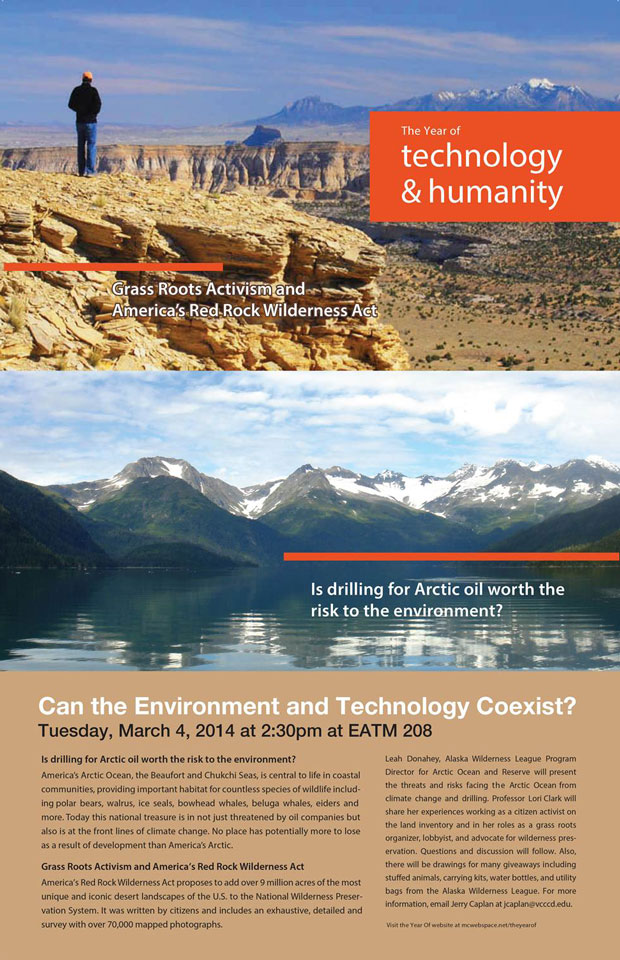 The Year of
technology
& humanity
Grass Roots Activism and
America's Red Rock Wilderness Act
Is drilling for Arctic oil worth the
risk to the environment?
Can the Environment and Technology Coexist?
Tuesday, March 4, 2014 at 2:30pm at EATM 208
Is drilling for Arctic oil worth the risk to the environment?
America's Arctic Ocean, the Beaufort and Chukchi Seas, is central to life in coastal
communities, providing important habitat for countless species of wildlife includ-
ing polar bears, walrus, ice seals, bowhead whales, beluga whales, eiders and
more. Today this national treasure is in not just threatened by oil companies but
also is at the front lines of climate change. No place has potentially more to lose
as a result of development than America's Arctic.
Grass Roots Activism and America's Red Rock Wilderness Act
America's Red Rock Wilderness Act proposes to add over 9 million acres of the most
unique and iconic desert landscapes of the U.S. to the National Wilderness Preser-
vation System. It was written by citizens and includes an exhaustive, detailed and
survey with over 70,000 mapped photographs.
Leah Donahey, Alaska Wilderness League Program
Director for Arctic Ocean and Reserve will present
the threats and risks facing the Arctic Ocean from
climate change and drilling. Professor Lori Clark will
share her experiences working as a citizen activist on
the land inventory and in her roles as a grass roots
organizer, lobbyist, and advocate for wilderness pres-
ervation. Questions and discussion will follow. Also,
there will be drawings for many giveaways including
stuffed animals, carrying kits, water bottles, and utility
bags from the Alaska Wilderness League. For more
information, email Jerry Caplan at jcaplan@vcccd.edu.
Visit the Year Of website at mcwebspace.net/theyearof